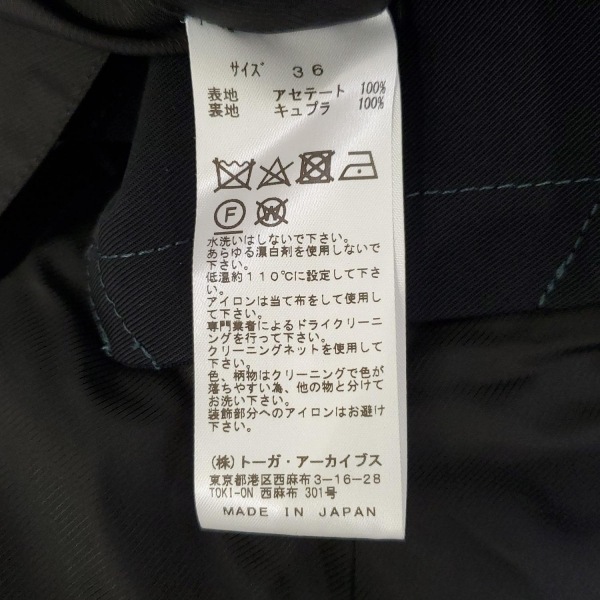 サイズ 36
表地 アセテート 100%
裏地 キュプラ 100%
F W
水洗いはしないで下さい。
あらゆる漂白剤を使用しないで
下さい。
低温約110℃に設定して下さ
い。
アイロンは当て布をして使用し
て下さい。
専門業者によるドライクリーニ
ングを行って下さい。
クリーニングネットを使用して
下さい。
色、柄物はクリーニングで色が
落ちやすい為、他の物と分けて
お洗い下さい。
装飾部分へのアイロンはお避け
下さい。
(株)トーガ・アーカイブス
東京都港区西麻布3-16-28
TOKI-ON 西麻布 301号
MADE IN JAPAN